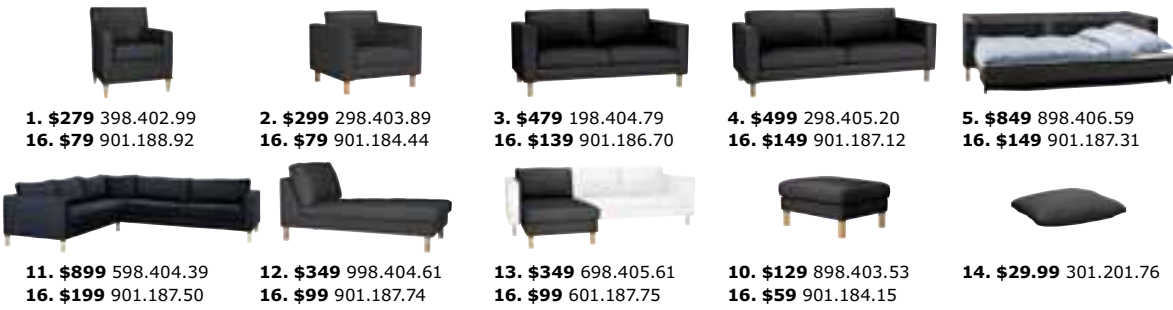 1. $279 398.402.99
16. $79 901.188.92
2. $299 298.403.89
16. $79 901.184.44
3. $479 198.404.79
16. $139 901.186.70
4. $499 298.405.20
16. $149 901.187.12
5. $849 898.406.59
16. $149 901.187.31
11. $899 598.404.39
16. $199 901.187.50
12. $349 998.404.61
16. $99 901.187.74
13. $349 698.405.61
16. $99 601.187.75
10. $129 898.403.53
16. $59 901.184.15
14. $29.99 301.201.76